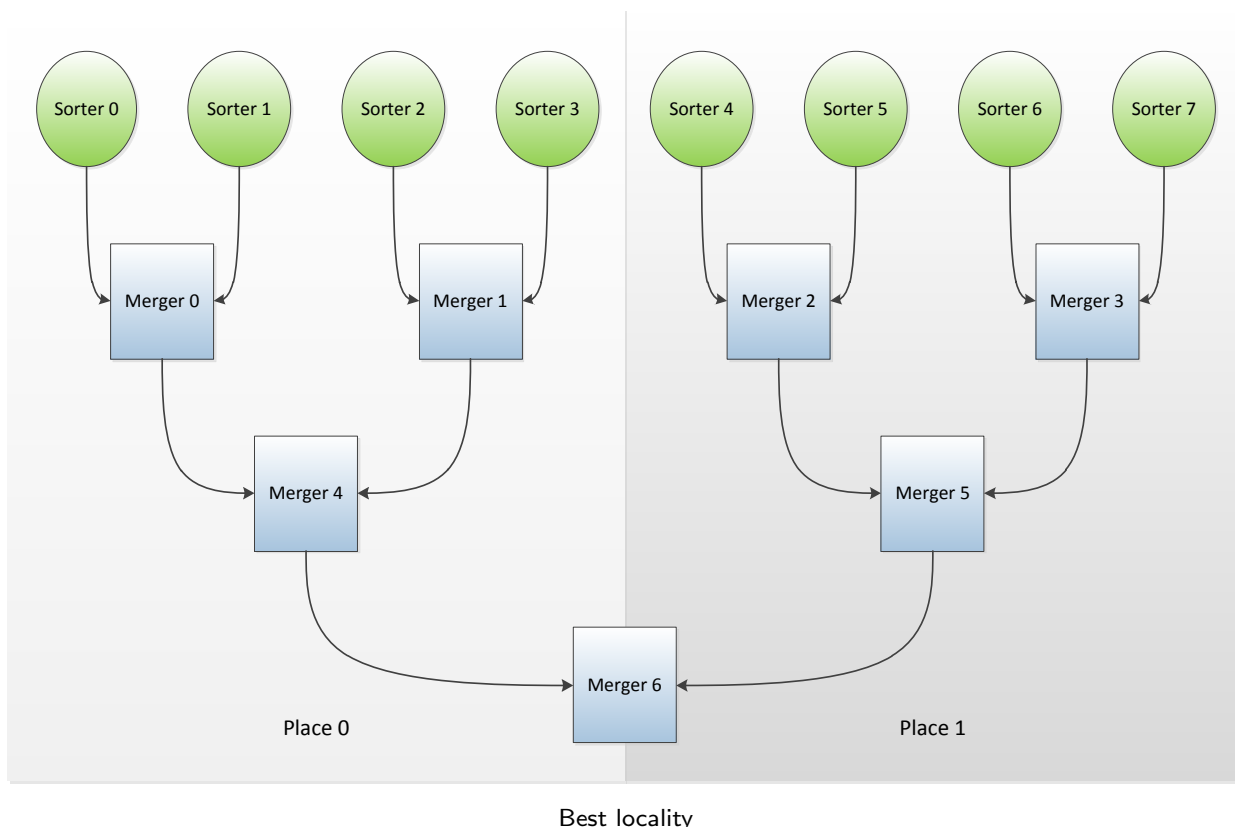 Sorter 0
Sorter 1
Sorter 2
Sorter 3
Sorter 4
Sorter 5
Sorter 6
Sorter 7
Merger 0
Merger 1
Merger 2
Merger 3
Merger 4
Merger 5
Merger 6
Place 0
Place 1
Best locality